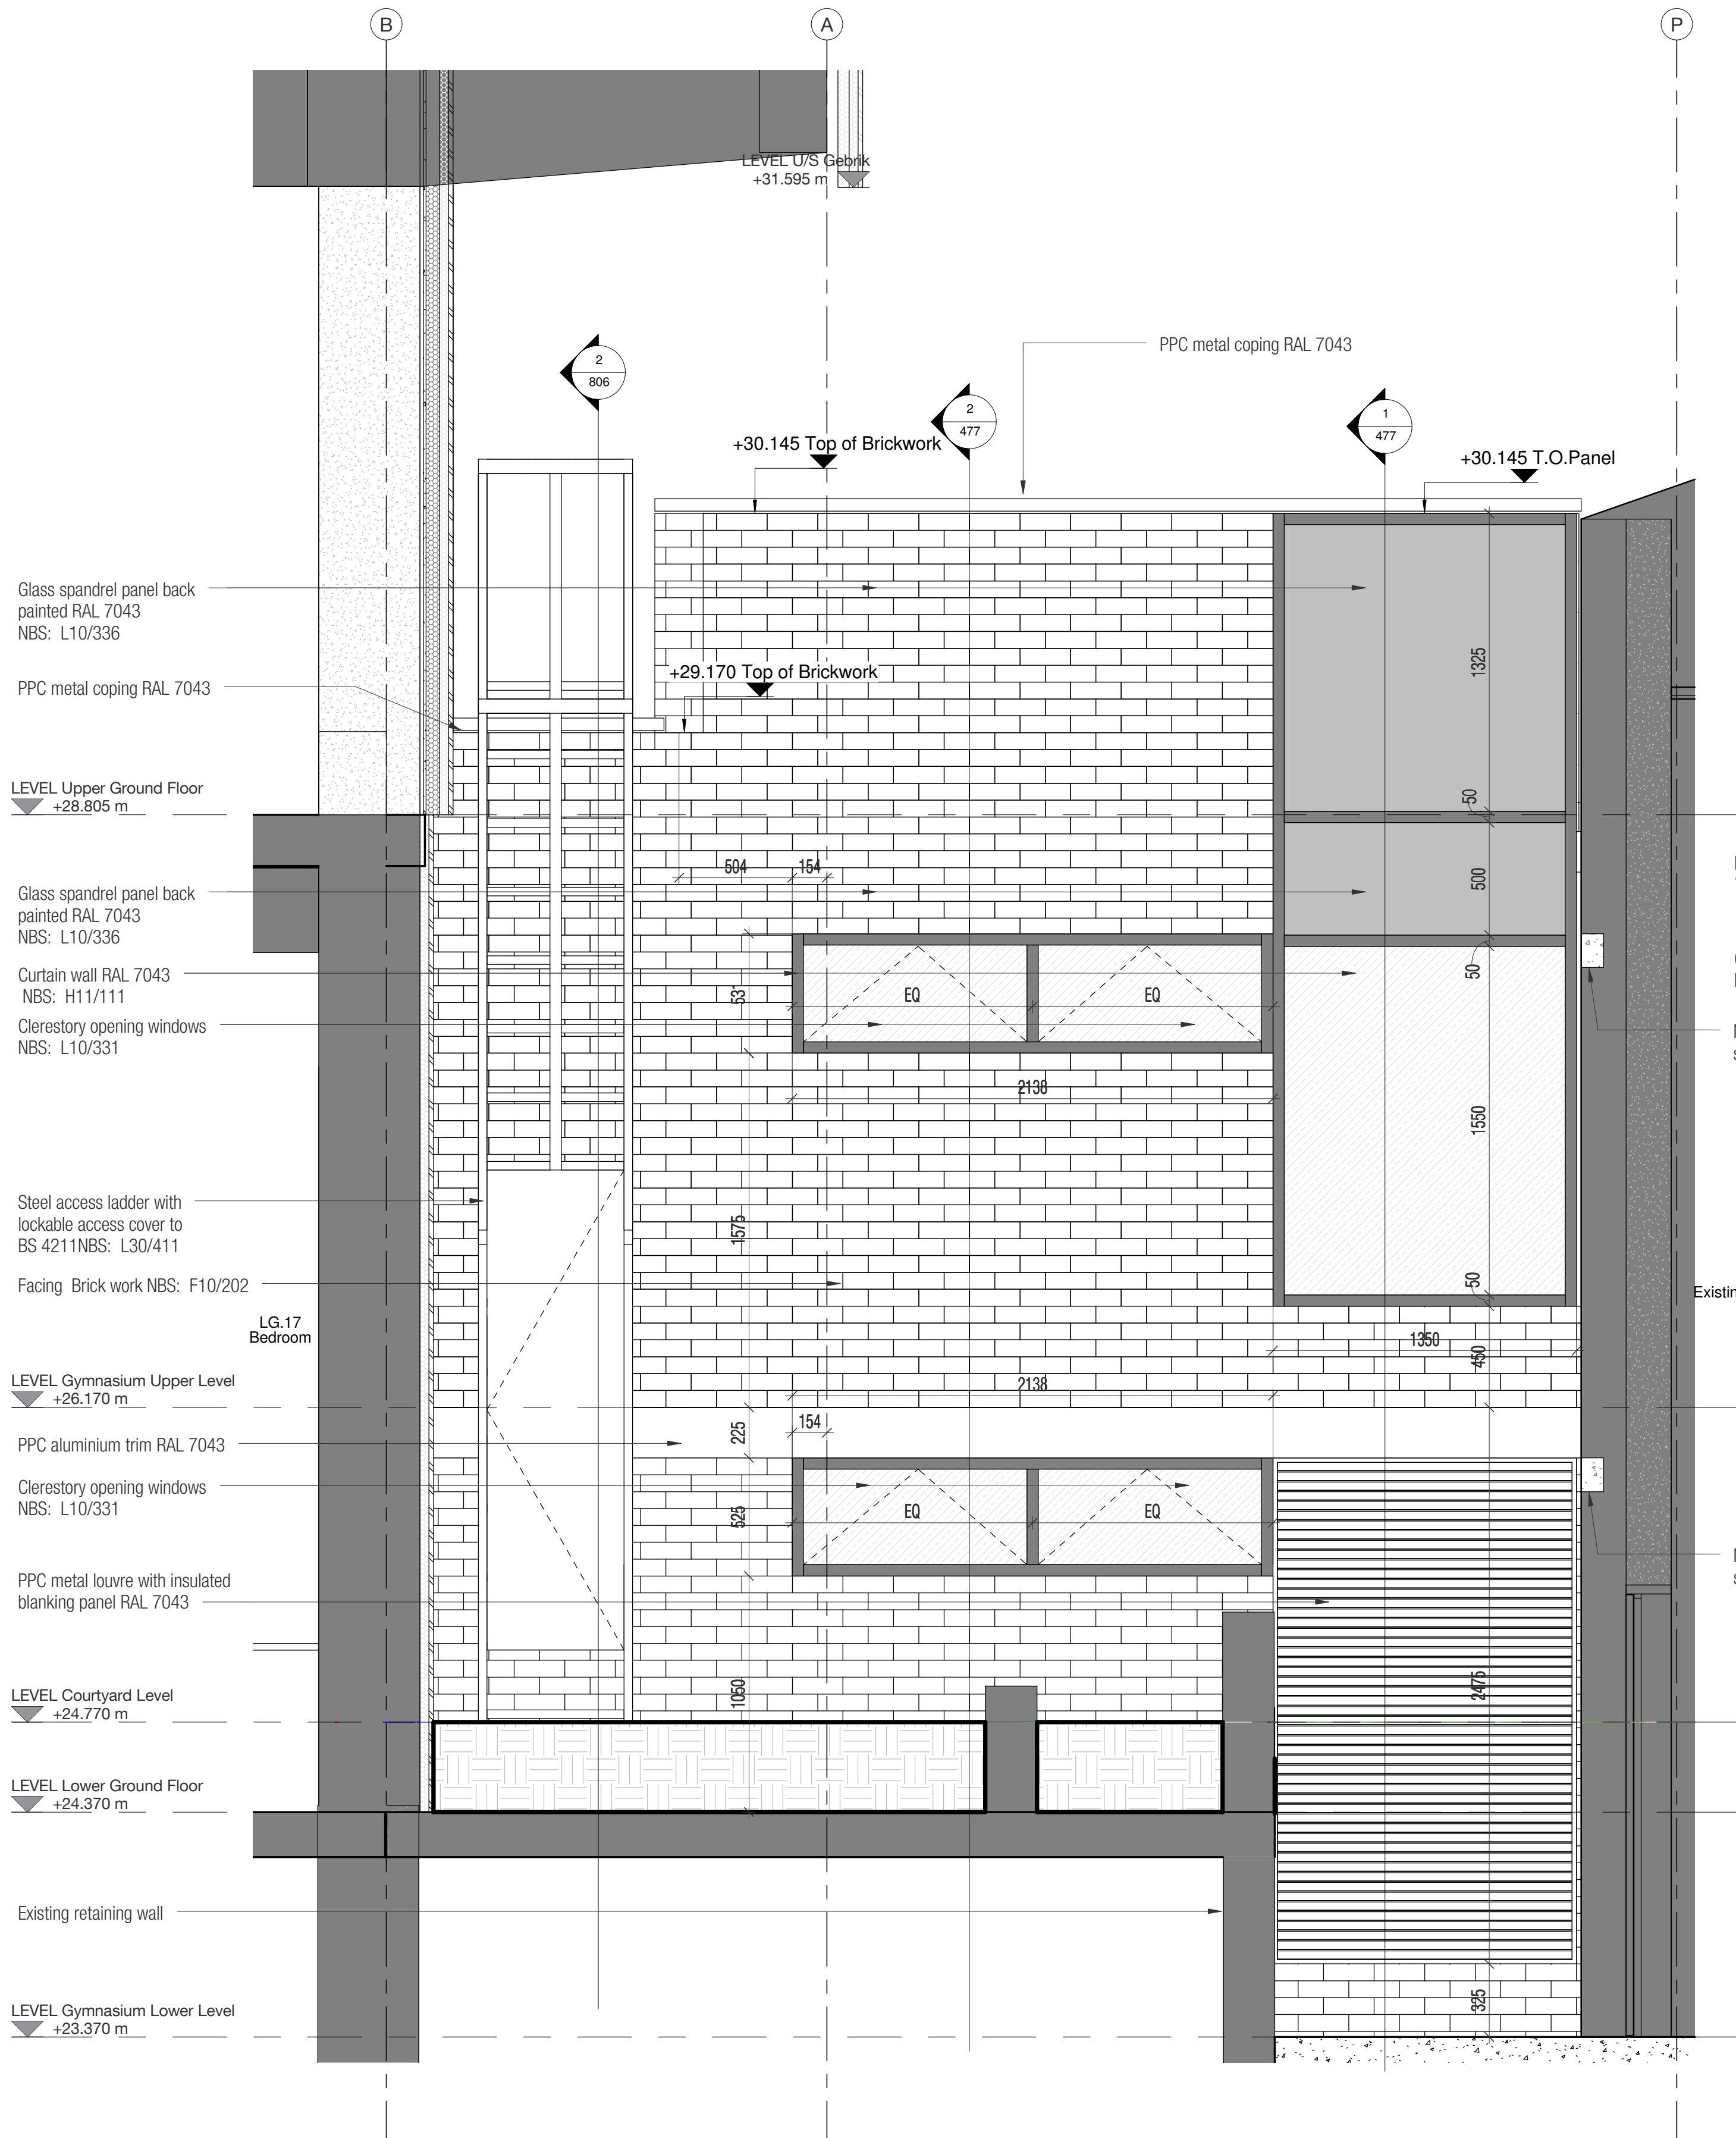 B
A
P
LEVEL U/S Gebrik
+31.595 m
PPC metal coping RAL 7043
2
806
2
477
1
477
+30.145 Top of Brickwork
+30.145 T.O.Panel
Glass spandrel panel back
painted RAL 7043
NBS: L10/336
1325
+29.170 Top of Brickwork
PPC metal coping RAL 7043
LEVEL Upper Ground Floor
+28.805 m
50
504
154
500
Glass spandrel panel back
painted RAL 7043
NBS: L10/336
Curtain wall RAL 7043
NBS: H11/111
50
EQ
EQ
Clerestory opening windows
NBS: L10/331
2138
1550
Steel access ladder with
lockable access cover to
BS 4211NBS: L30/411
1575
Facing Brick work NBS: F10/202
50
Existin
LG.17
Bedroom
1350
450
LEVEL Gymnasium Upper Level
+26.170 m
2138
154
225
PPC aluminium trim RAL 7043
Clerestory opening windows
NBS: L10/331
525
EQ
EQ
PPC metal louvre with insulated
blanking panel RAL 7043
LEVEL Courtyard Level
+24.770 m
1050
2475
LEVEL Lower Ground Floor
+24.370 m
Existing retaining wall
LEVEL Gymnasium Lower Level
+23.370 m
325